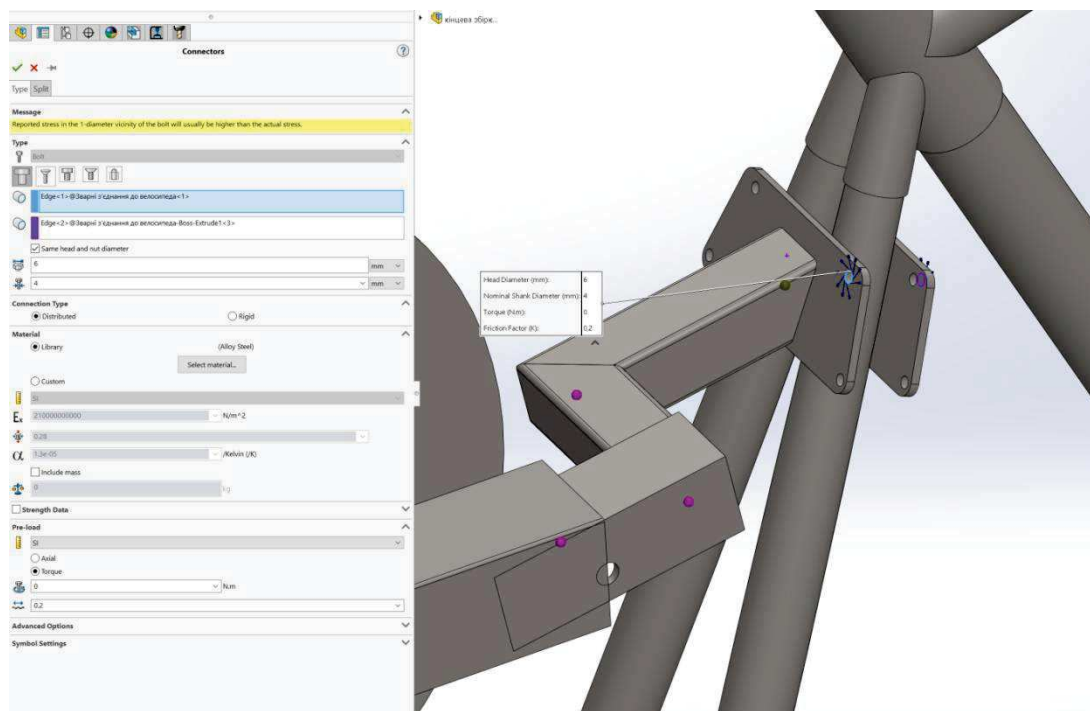 кінцева збірк...
Connectors
Type Split
Message
Reported stress in the 1-diameter vicinity of the bolt will usually be higher than the actual stress.
Type
Bolt
Edge<1>@Зварні з'єднання до велосипеда<1>
Edge<2>@Зварні з'єднання до велосипеда-Boss-Extrude1<3>
Same head and nut diameter
6 mm
4 mm
Connection Type
Distributed Rigid
Material
Library (Alloy Steel)
Select material...
Custom
SI
Ex 210000000000 N/m^2
0.28
α 1.3e-05 /Kelvin (/K)
Include mass
0 kg
Strength Data
Pre-load
SI
Axial
Torque
0 N.m
0.2
Advanced Options
Symbol Settings
Head Diameter (mm): 6
Nominal Shank Diameter (mm): 4
Torque (N.m): 0
Friction Factor (K): 0.2